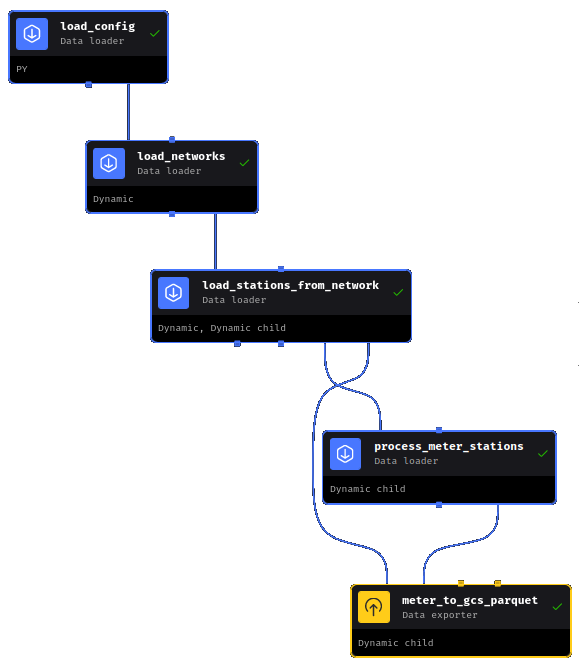 load_config
Data loader
PY
load_networks
Data loader
Dynamic
load_stations_from_network
Data loader
Dynamic, Dynamic child
process_meter_stations
Data loader
Dynamic child
meter_to_gcs_parquet
Data exporter
Dynamic child